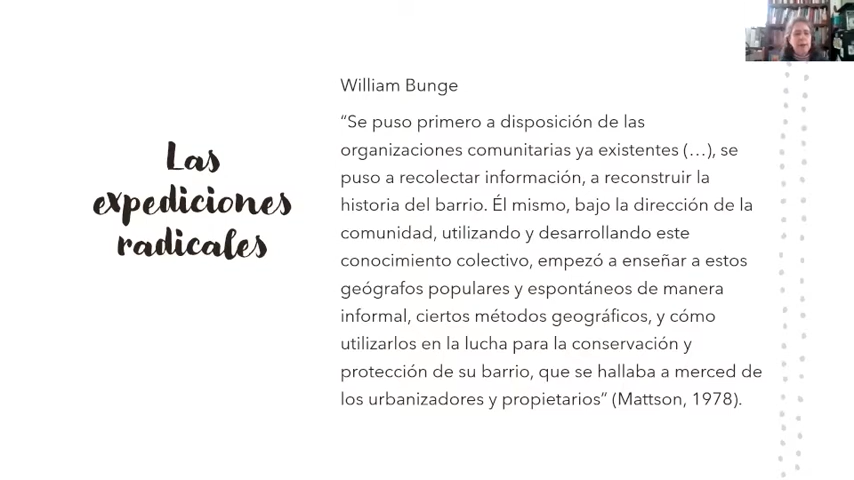 Las
expediciones
radicales
William Bunge
“Se puso primero a disposición de las
organizaciones comunitarias ya existentes (…), se
puso a recolectar información, a reconstruir la
historia del barrio. Él mismo, bajo la dirección de la
comunidad, utilizando y desarrollando este
conocimiento colectivo, empezó a enseñar a estos
geógrafos populares y espontáneos de manera
informal, ciertos métodos geográficos, y cómo
utilizarlos en la lucha para la conservación y
protección de su barrio, que se hallaba a merced de
los urbanizadores y propietarios” (Mattson, 1978).